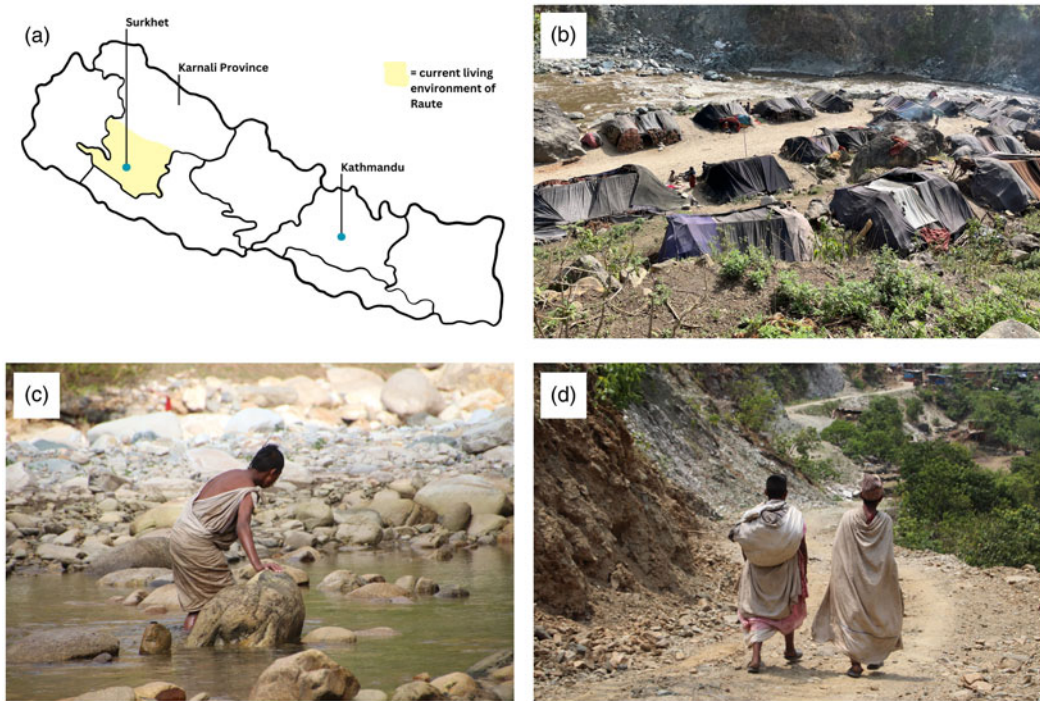 (a)
Surkhet
Karnali Province
= current living
environment of
Raute
Kathmandu
(b)
(c)
(d)